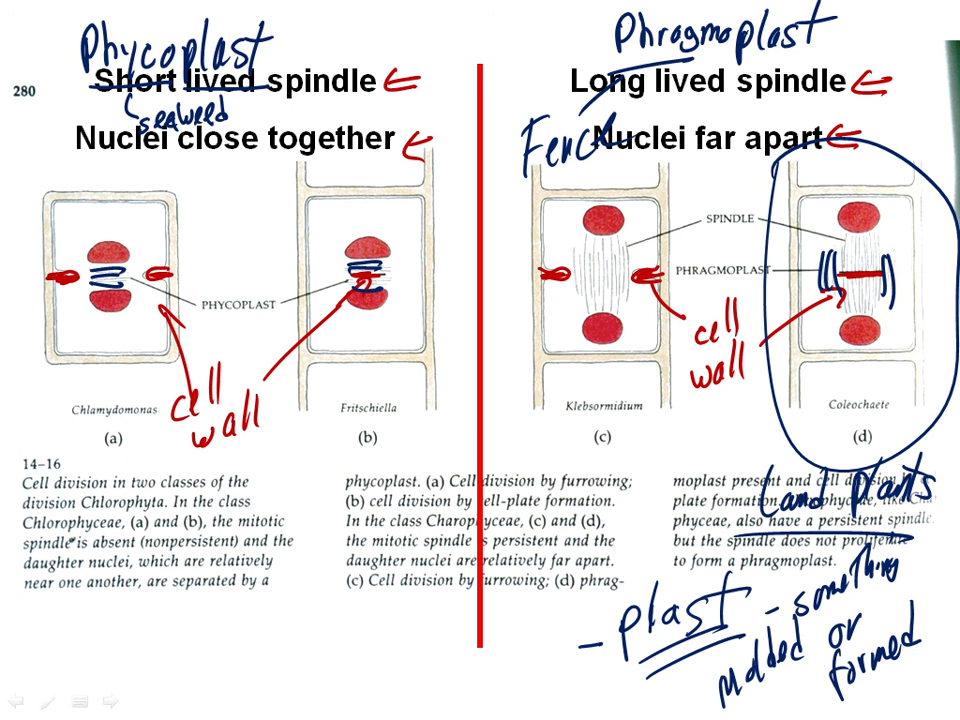 Phycoplast
Phragmoplast
280
Short lived spindle
Long lived spindle
seaweed
Nuclei close together
Fence
Nuclei far apart
SPINDLE
PHRAGMOPLAST
PHYCOPLAST
cell
wall
cell
wall
Chlamydomonas
Fritschiella
Klebsormidium
Coleochaete
(a)
(b)
(c)
(d)
14–16
Cell division in two classes of the
division Chlorophyta. In the class
Chlorophyceae, (a) and (b), the mitotic
spindle is absent (nonpersistent) and the
daughter nuclei, which are relatively
near one another, are separated by a
phycoplast. (a) Cell division by furrowing;
(b) cell division by cell-plate formation.
In the class Charophyceae, (c) and (d),
the mitotic spindle is persistent and the
daughter nuclei are relatively far apart.
(c) Cell division by furrowing; (d) phrag-
moplast present and cell division
plate formation. like
phyceae, also have a persistent spindle
but the spindle does not proliferate
to form a phragmoplast.
Land plants
- plast - something
molded or
formed